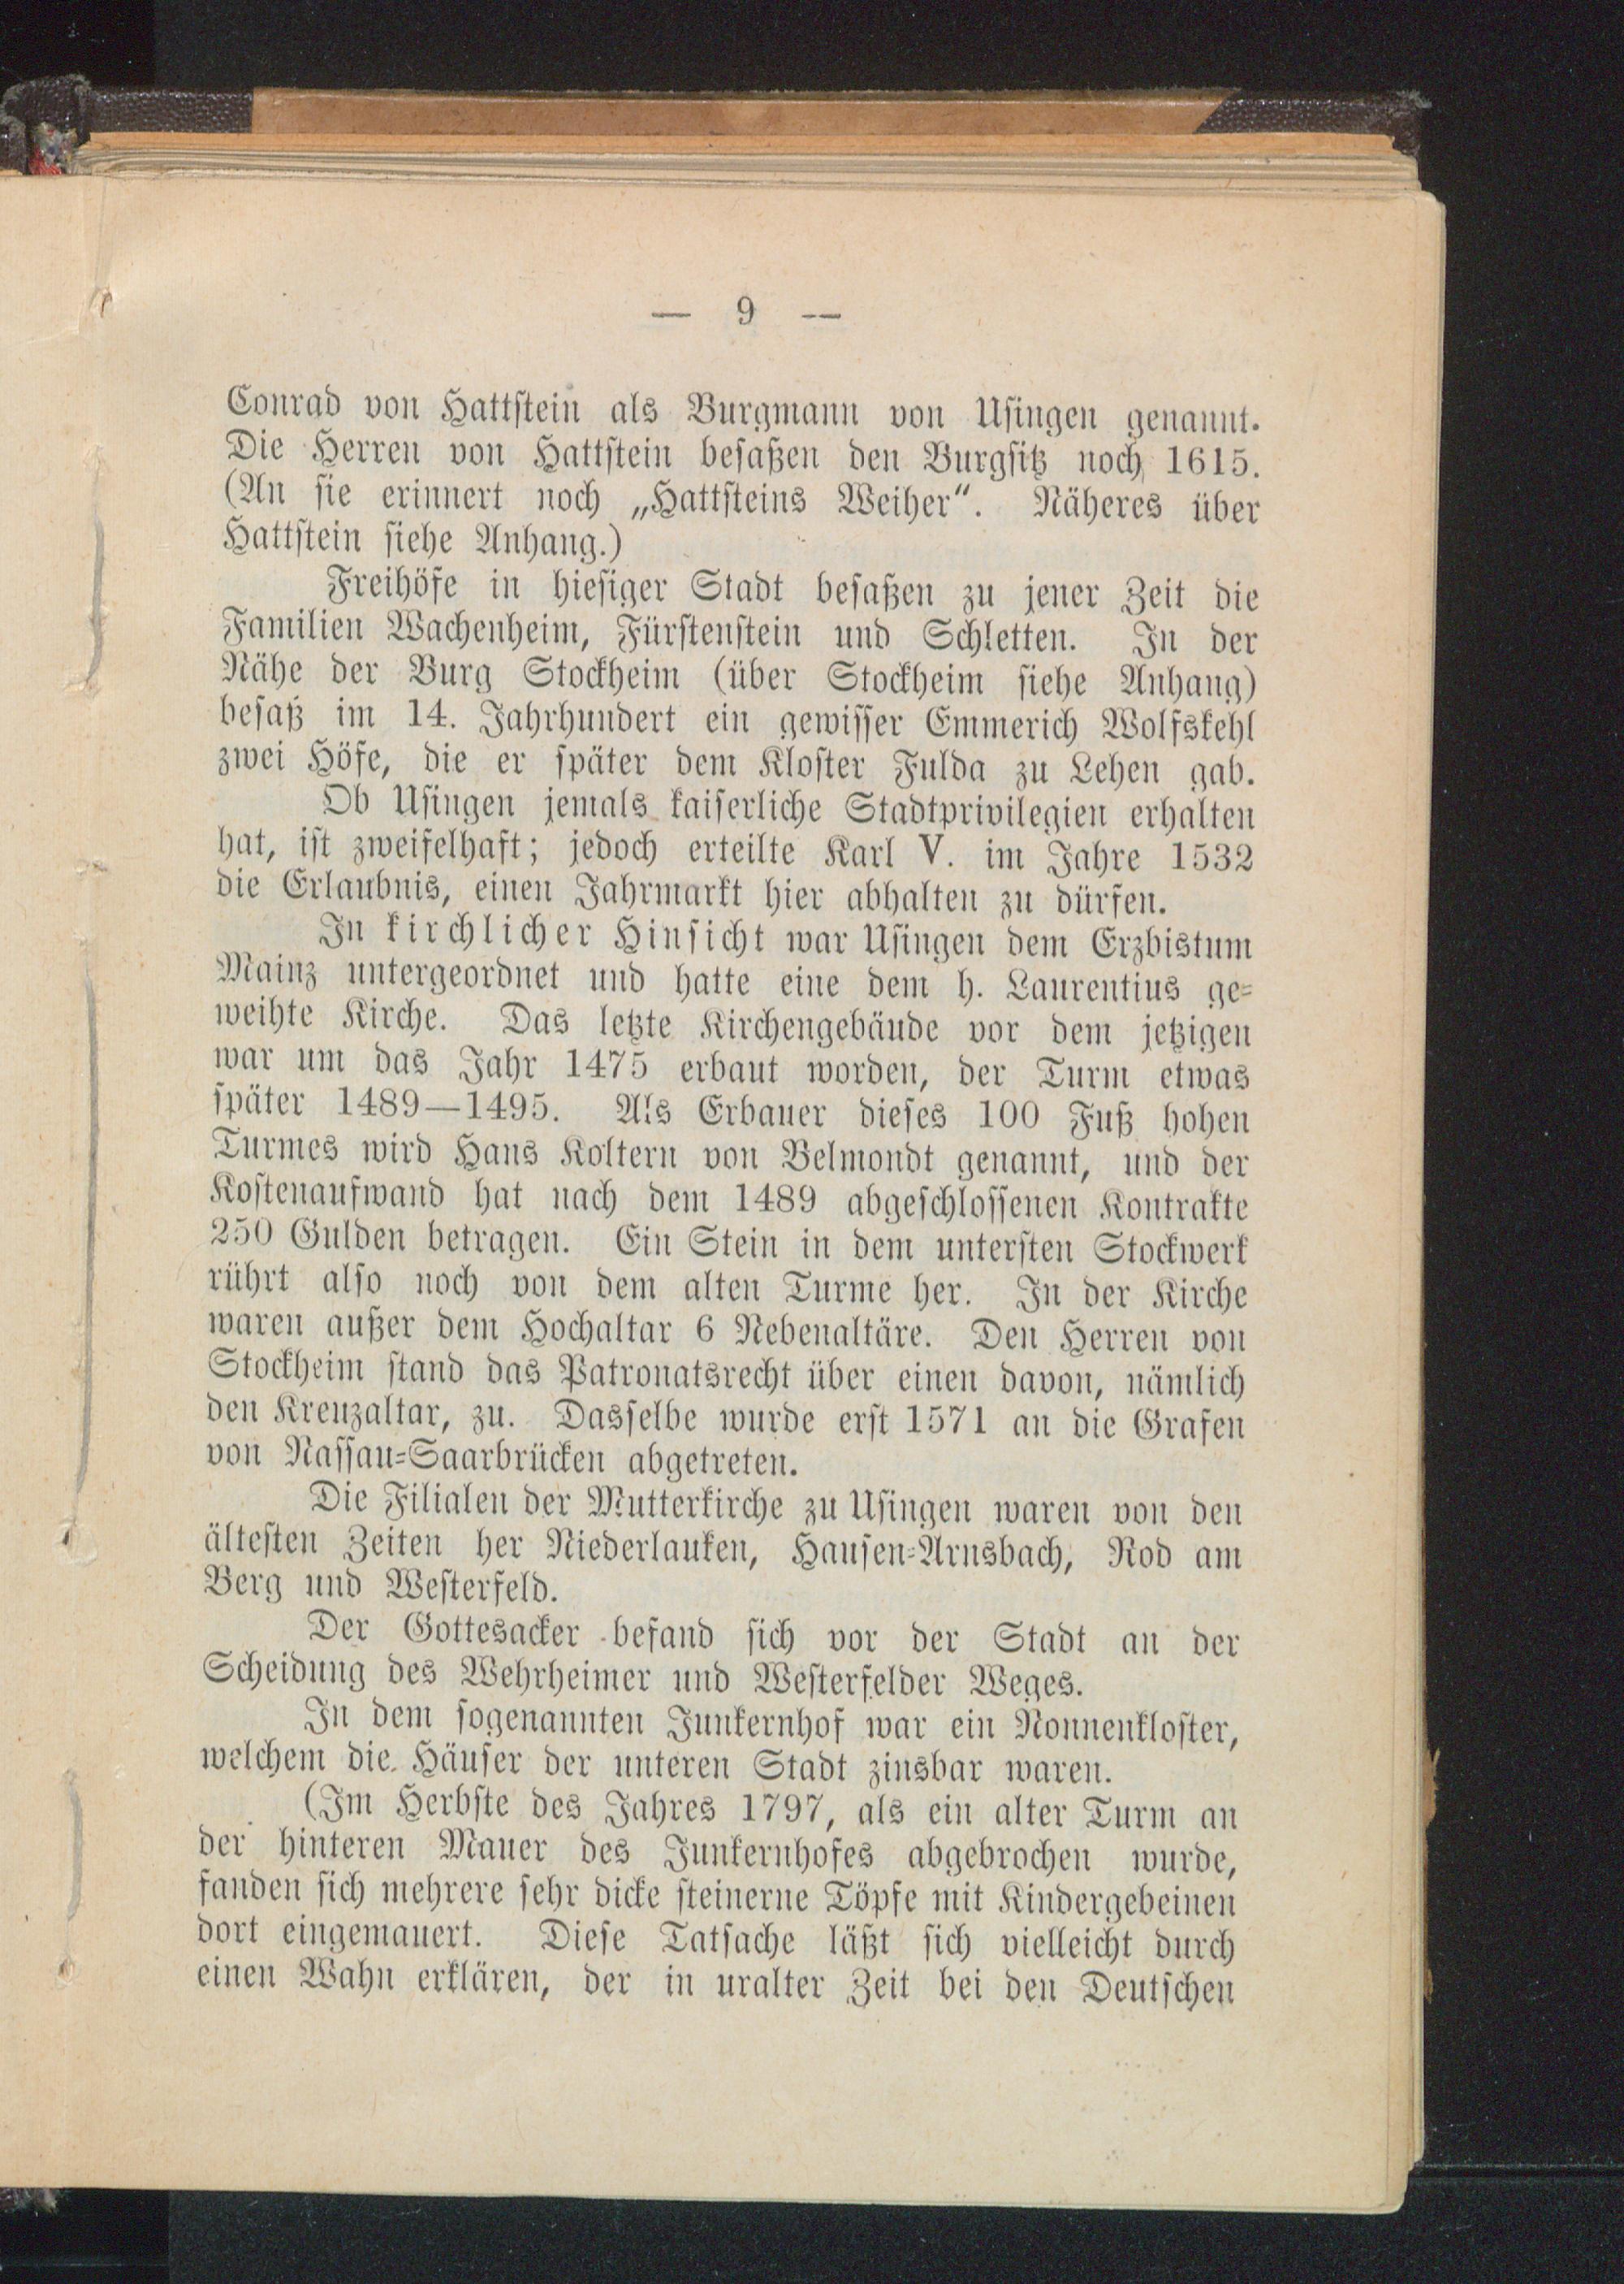 — 9 —
Conrad von Hattstein als Burgmann von Usingen genannt.
Die Herren von Hattstein besaßen den Burgsitz noch 1615.
(An sie erinnert noch „Hattsteins Weiher“. Näheres über
Hattstein siehe Anhang.)
Freihöfe in hiesiger Stadt besaßen zu jener Zeit die
Familien Wachenheim, Fürstenstein und Schletten. In der
Nähe der Burg Stockheim (über Stockheim siehe Anhang)
besaß im 14. Jahrhundert ein gewisser Emmerich Wolfskehl
zwei Höfe, die er später dem Kloster Fulda zu Lehen gab.
Ob Usingen jemals kaiserliche Stadtprivilegien erhalten
hat, ist zweifelhaft; jedoch erteilte Karl V. im Jahre 1532
die Erlaubnis, einen Jahrmarkt hier abhalten zu dürfen.
In kirchlicher Hinsicht war Usingen dem Erzbistum
Mainz untergeordnet und hatte eine dem h. Laurentius ge-
weihte Kirche. Das letzte Kirchengebäude vor dem jetzigen
war um das Jahr 1475 erbaut worden, der Turm etwas
später 1489—1495. Als Erbauer dieses 100 Fuß hohen
Turmes wird Hans Koltern von Belmondt genannt, und der
Kostenaufwand hat nach dem 1489 abgeschlossenen Kontrakte
250 Gulden betragen. Ein Stein in dem untersten Stockwerk
rührt also noch von dem alten Turme her. In der Kirche
waren außer dem Hochaltar 6 Nebenaltäre. Den Herren von
Stockheim stand das Patronatsrecht über einen davon, nämlich
den Kreuzaltar, zu. Dasselbe wurde erst 1571 an die Grafen
von Nassau-Saarbrücken abgetreten.
Die Filialen der Mutterkirche zu Usingen waren von den
ältesten Zeiten her Niederlauken, Hausen-Arnsbach, Rod am
Berg und Westerfeld.
Der Gottesacker befand sich vor der Stadt an der
Scheidung des Wehrheimer und Westerfelder Weges.
In dem sogenannten Junkernhof war ein Nonnenkloster,
welchem die Häuser der unteren Stadt zinsbar waren.
(Im Herbste des Jahres 1797, als ein alter Turm an
der hinteren Mauer des Junkernhofes abgebrochen wurde,
fanden sich mehrere sehr dicke steinerne Töpfe mit Kindergebeinen
dort eingemauert. Diese Tatsache läßt sich vielleicht durch
einen Wahn erklären, der in uralter Zeit bei den Deutschen